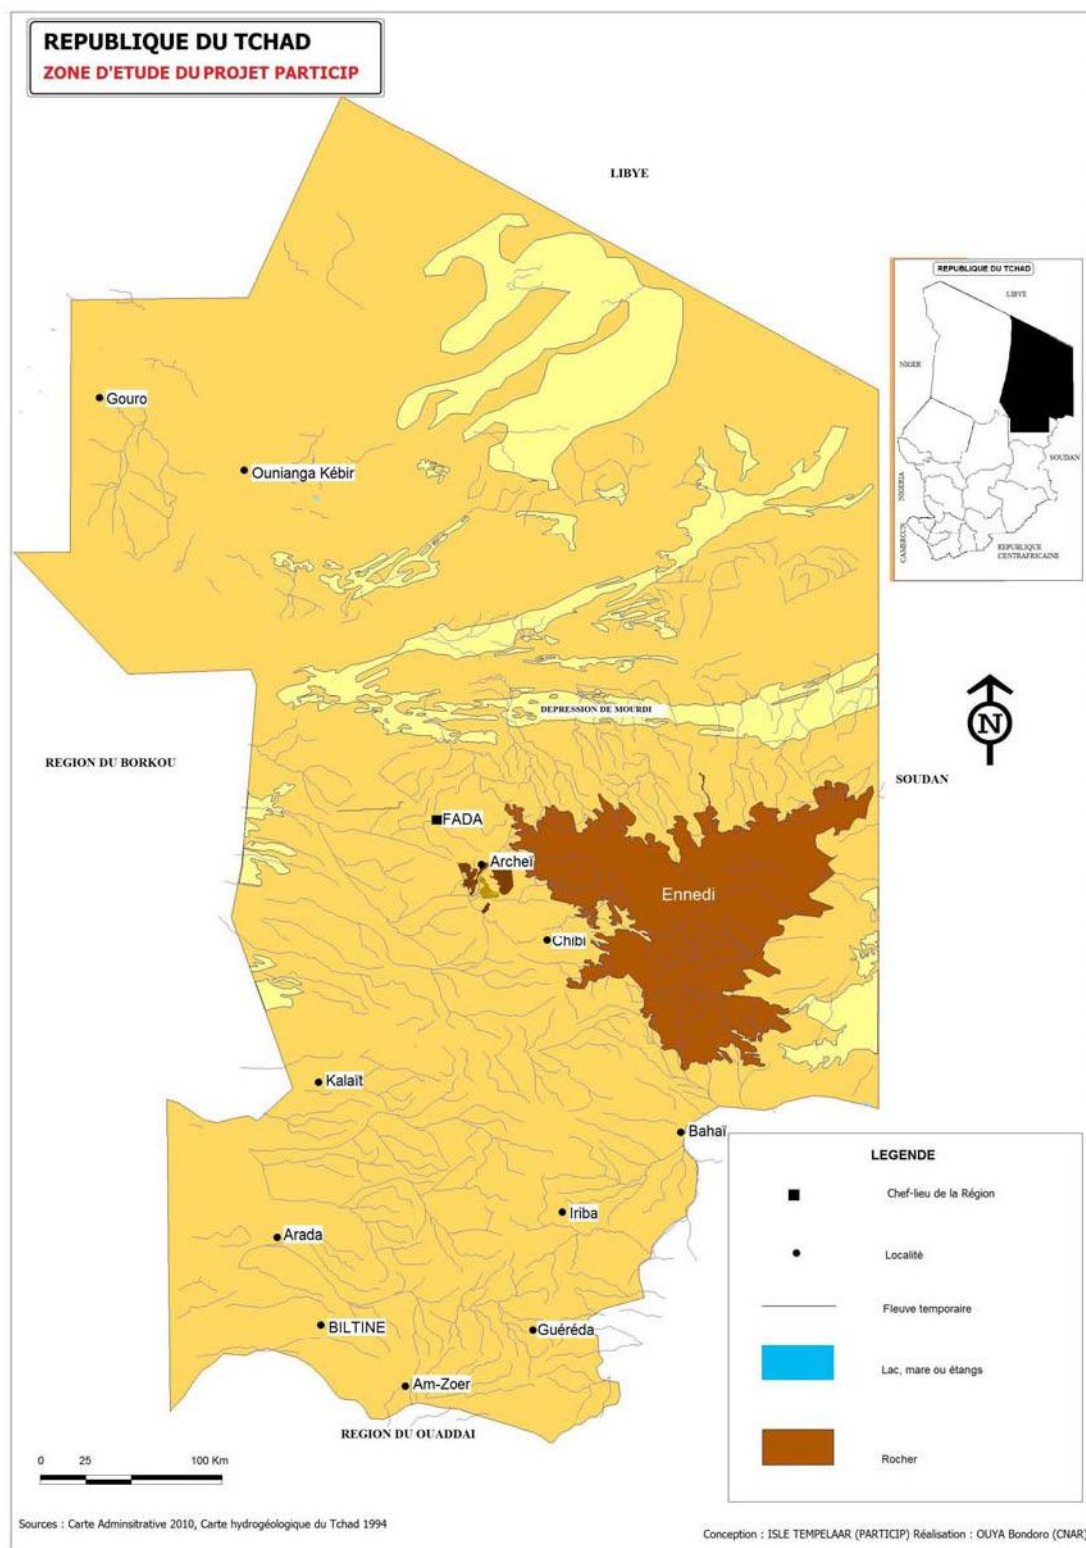 REPUBLIQUE DU TCHAD
ZONE D'ETUDE DU PROJET PARTICIP
LIBYE
REPUBLIQUE DU TCHAD
LIBYE
NIGER
SOUDAN
NIGERIA
CAMEROUN
REPUBLIQUE
CENTRAFRICAINE
Gouro
Ounianga Kébir
DEPRESSION DE MOURDI
N
REGION DU BORKOU
SOUDAN
FADA
Archeï
Ennedi
Chibi
Kalaït
Bahaï
Iriba
Arada
BILTINE
Guéréda
Am-Zoer
REGION DU OUADDAI
LEGENDE
Chef-lieu de la Région
Localité
Fleuve temporaire
Lac, mare ou étangs
Rocher
0 25 100 Km
Sources : Carte Adminsitrative 2010, Carte hydrogéologique du Tchad 1994
Conception : ISLE TEMPELAAR (PARTICIP) Réalisation : OUYA Bondoro (CNAR)